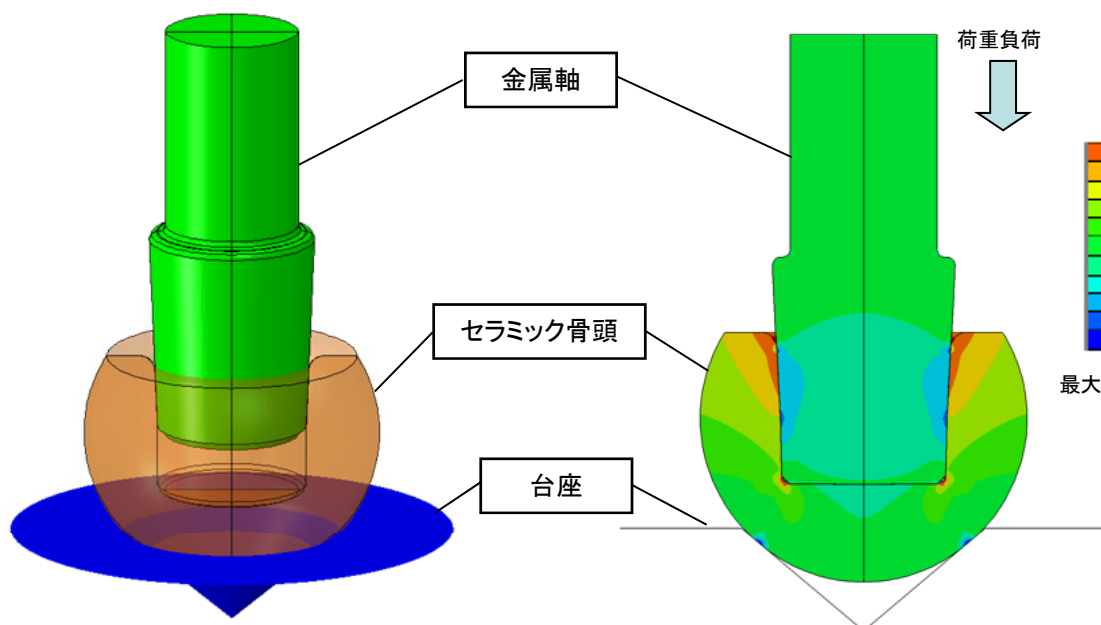 金属軸
セラミック骨頭
台座
荷重負荷
最大